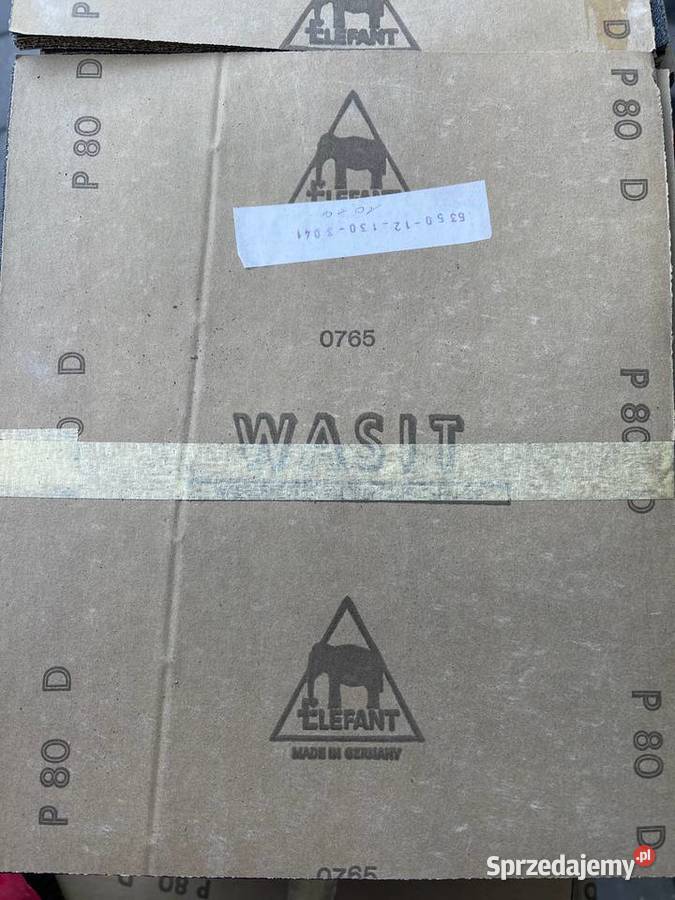 ELEFANT
P 80 D
P 80 D
ELEFANT
5350-12-130-3041
0765
D
P 80
D
WASIT
P 80 D
P 80 D
ELEFANT
MADE IN GERMANY
D
0765
P 80
D
Sprzedajemy.pl